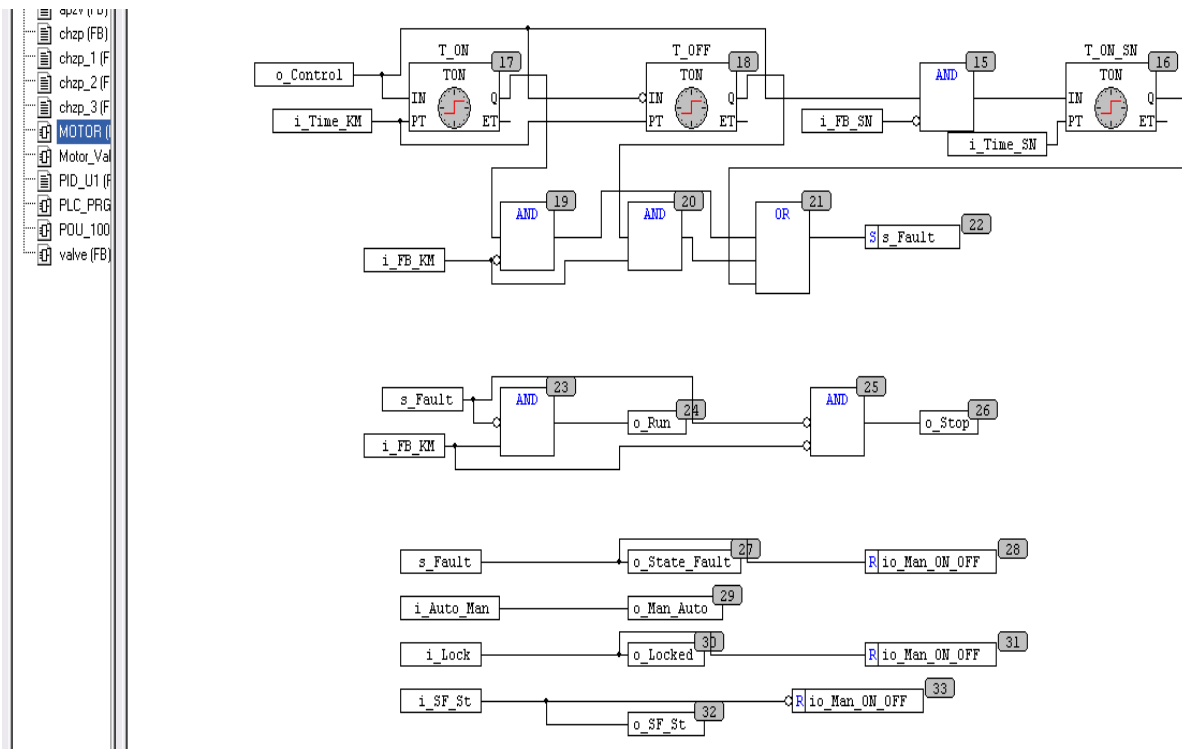 apzv (FB)
chzp (FB)
chzp_1 (F
chzp_2 (F
chzp_3 (F
MOTOR (
Motor_Val
PID_U1 (F
PLC_PRG
POU_100
valve (FB)
T_ON
17
TON
IN
Q
PT
ET
o_Control
i_Time_KM
T_OFF
18
TON
IN
Q
PT
ET
15
AND
i_FB_SN
T_ON_SN
16
TON
IN
Q
PT
ET
i_Time_SN
19
AND
20
AND
21
OR
22
S s_Fault
i_FB_KM
s_Fault
23
AND
24
o_Run
25
AND
26
o_Stop
i_FB_KM
s_Fault
27
o_State_Fault
28
R io_Man_ON_OFF
i_Auto_Man
29
o_Man_Auto
i_Lock
30
o_Locked
31
R io_Man_ON_OFF
i_SF_St
33
R io_Man_ON_OFF
32
o_SF_St